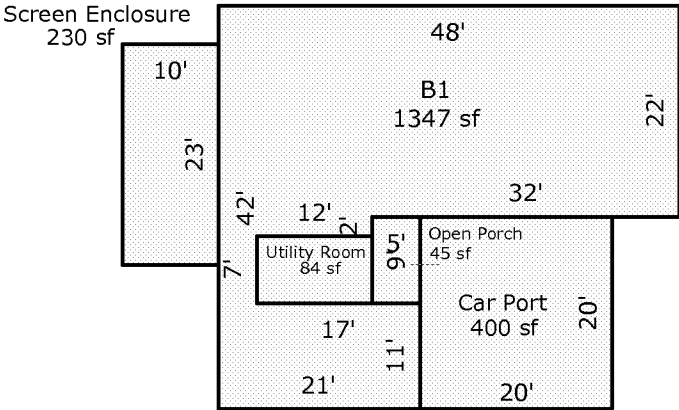 Screen Enclosure
230 sf
48'
10'
B1
1347 sf
22'
23'
32'
42'
12'
2'
5'
9'
Open Porch
45 sf
Utility Room
84 sf
7'
Car Port
400 sf
20'
17'
11'
21'
20'